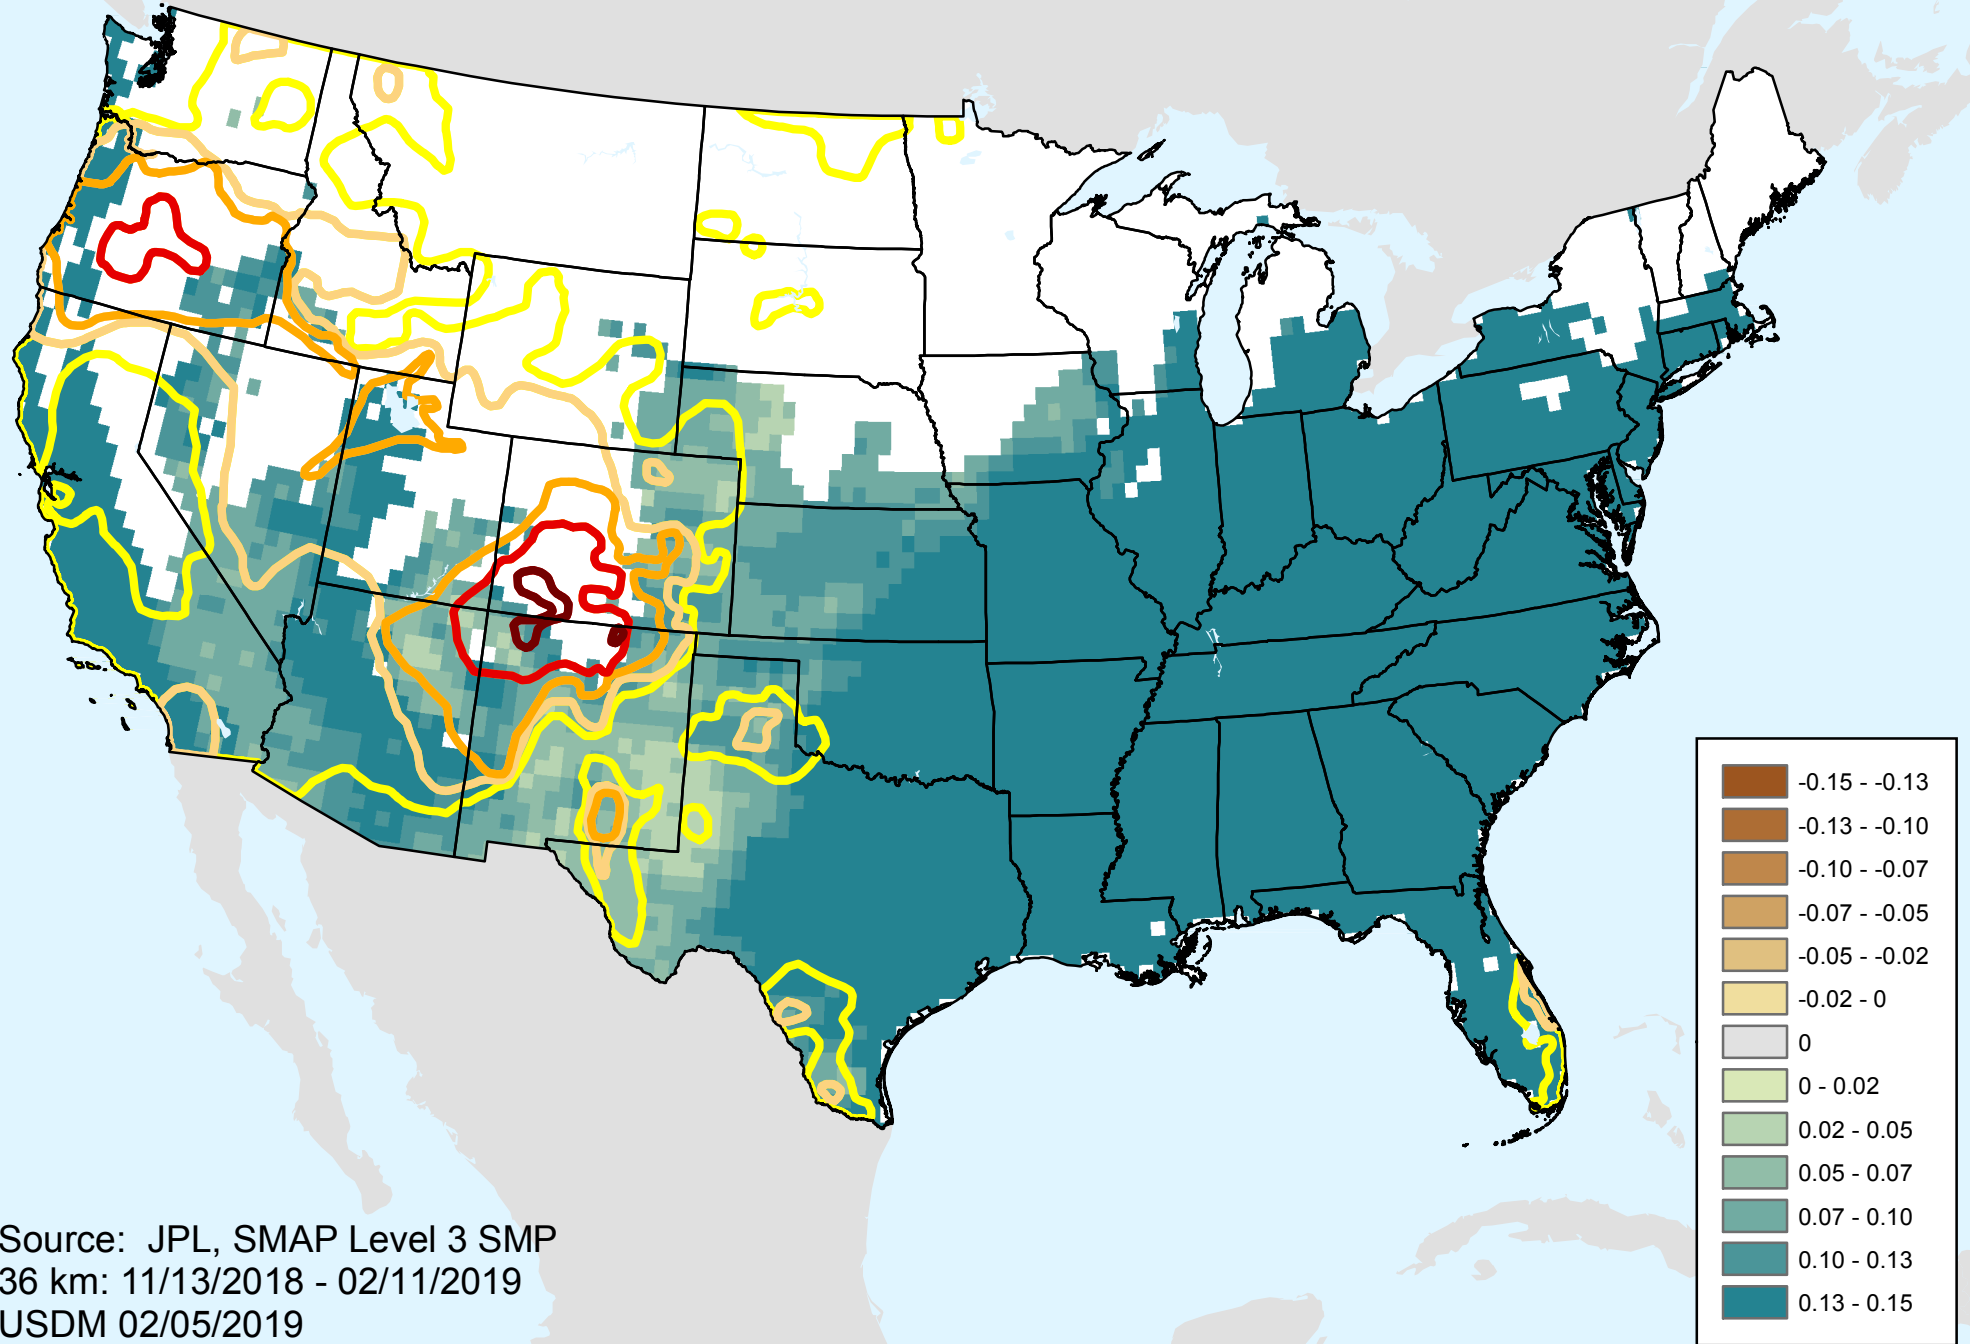 -0.15 - -0.13
-0.13 - -0.10
-0.10 - -0.07
-0.07 - -0.05
-0.05 - -0.02
-0.02 - 0
0
0 - 0.02
0.02 - 0.05
0.05 - 0.07
0.07 - 0.10
0.10 - 0.13
0.13 - 0.15
Source:  JPL, SMAP Level 3 SMP
36 km: 11/13/2018 - 02/11/2019
USDM 02/05/2019